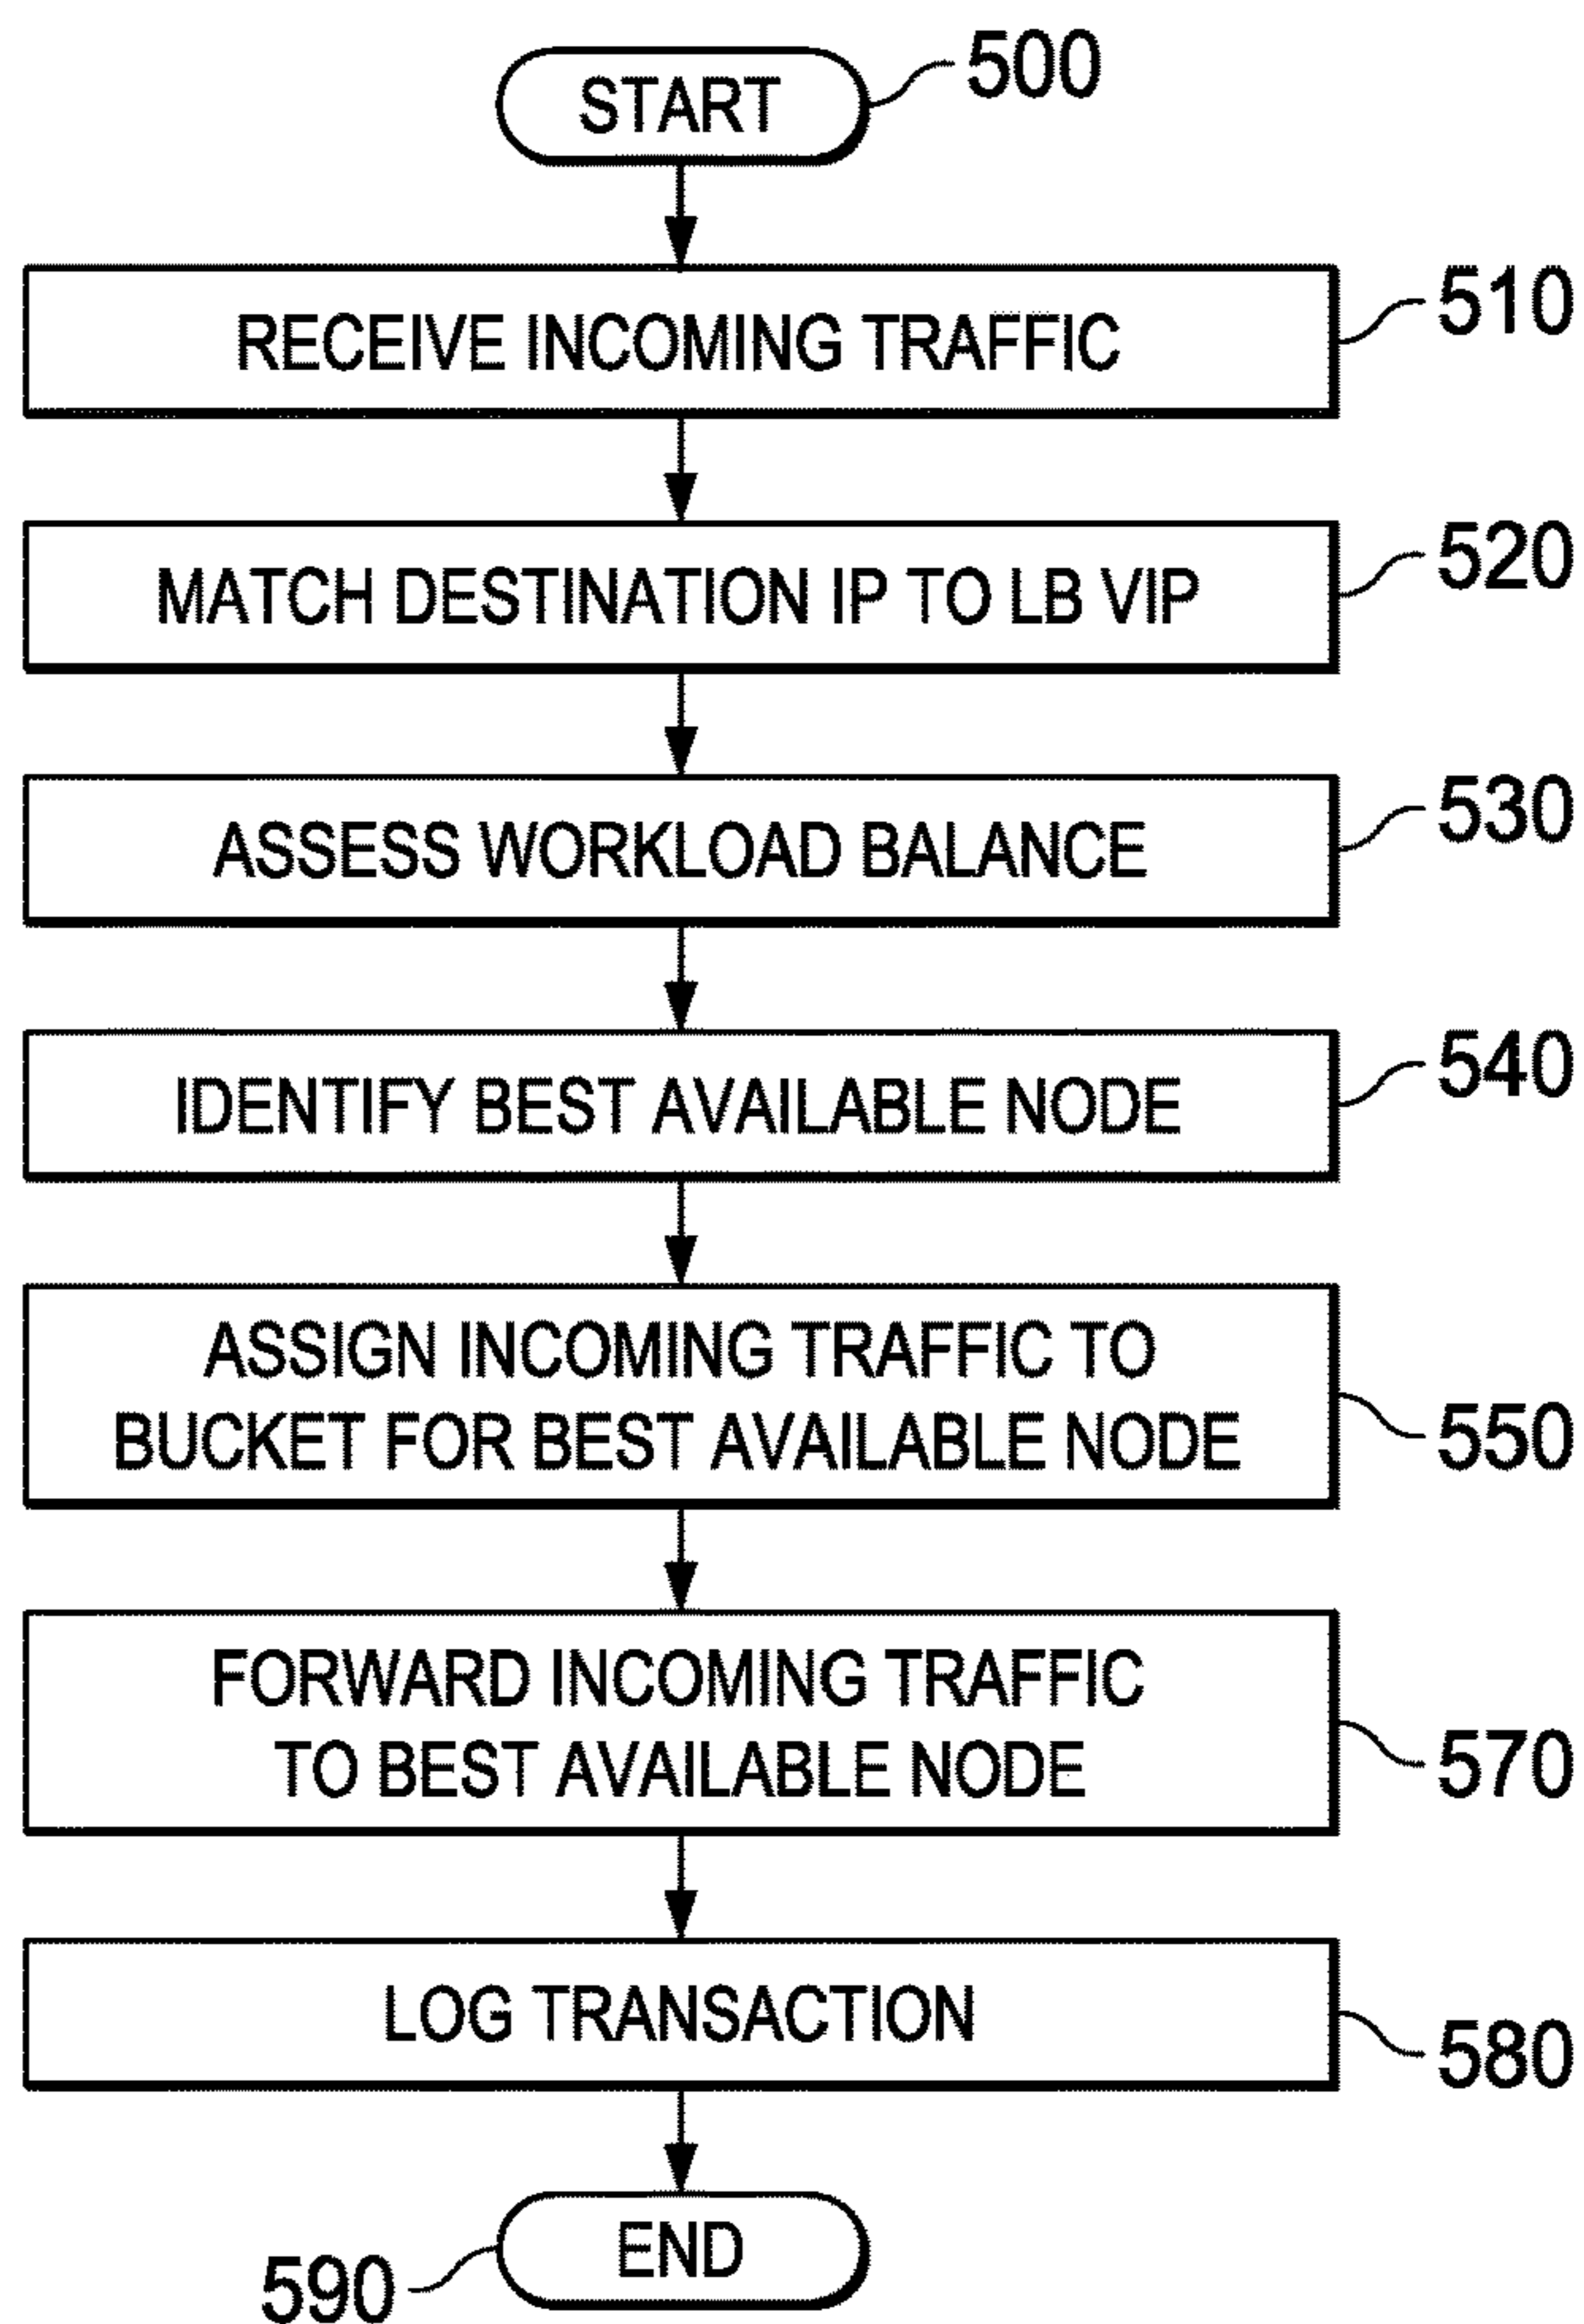 START
500
RECEIVE INCOMING TRAFFIC
510
MATCH DESTINATION IP TO LB VIP
520
ASSESS WORKLOAD BALANCE
530
IDENTIFY BEST AVAILABLE NODE
540
ASSIGN INCOMING TRAFFIC TO
BUCKET FOR BEST AVAILABLE NODE
550
FORWARD INCOMING TRAFFIC
TO BEST AVAILABLE NODE
570
LOG TRANSACTION
580
END
590